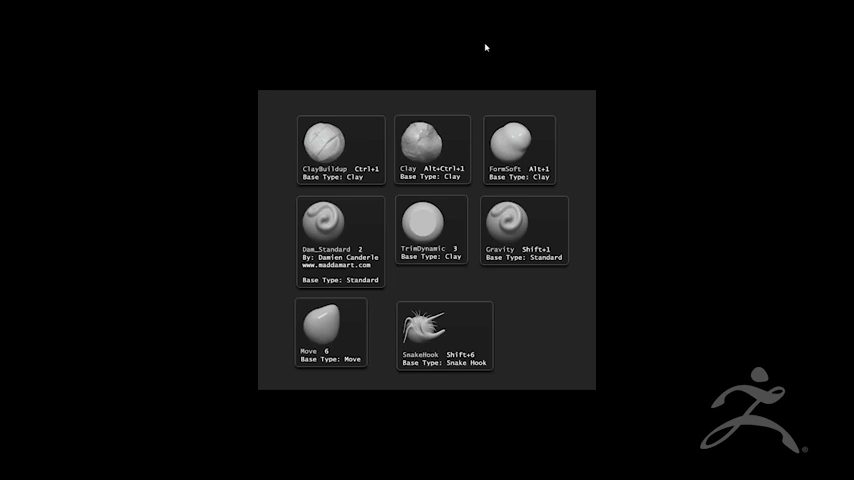 ClayBuildup Ctrl+1
Base Type: Clay
Clay Alt+Ctrl+1
Base Type: Clay
FormSoft Alt+1
Base Type: Clay
Dam_Standard 2
By: Damien Canderle
www.maddamart.com
Base Type: Standard
TrimDynamic 3
Base Type: Clay
Gravity Shift+1
Base Type: Standard
Move 6
Base Type: Move
SnakeHook Shift+6
Base Type: Snake Hook